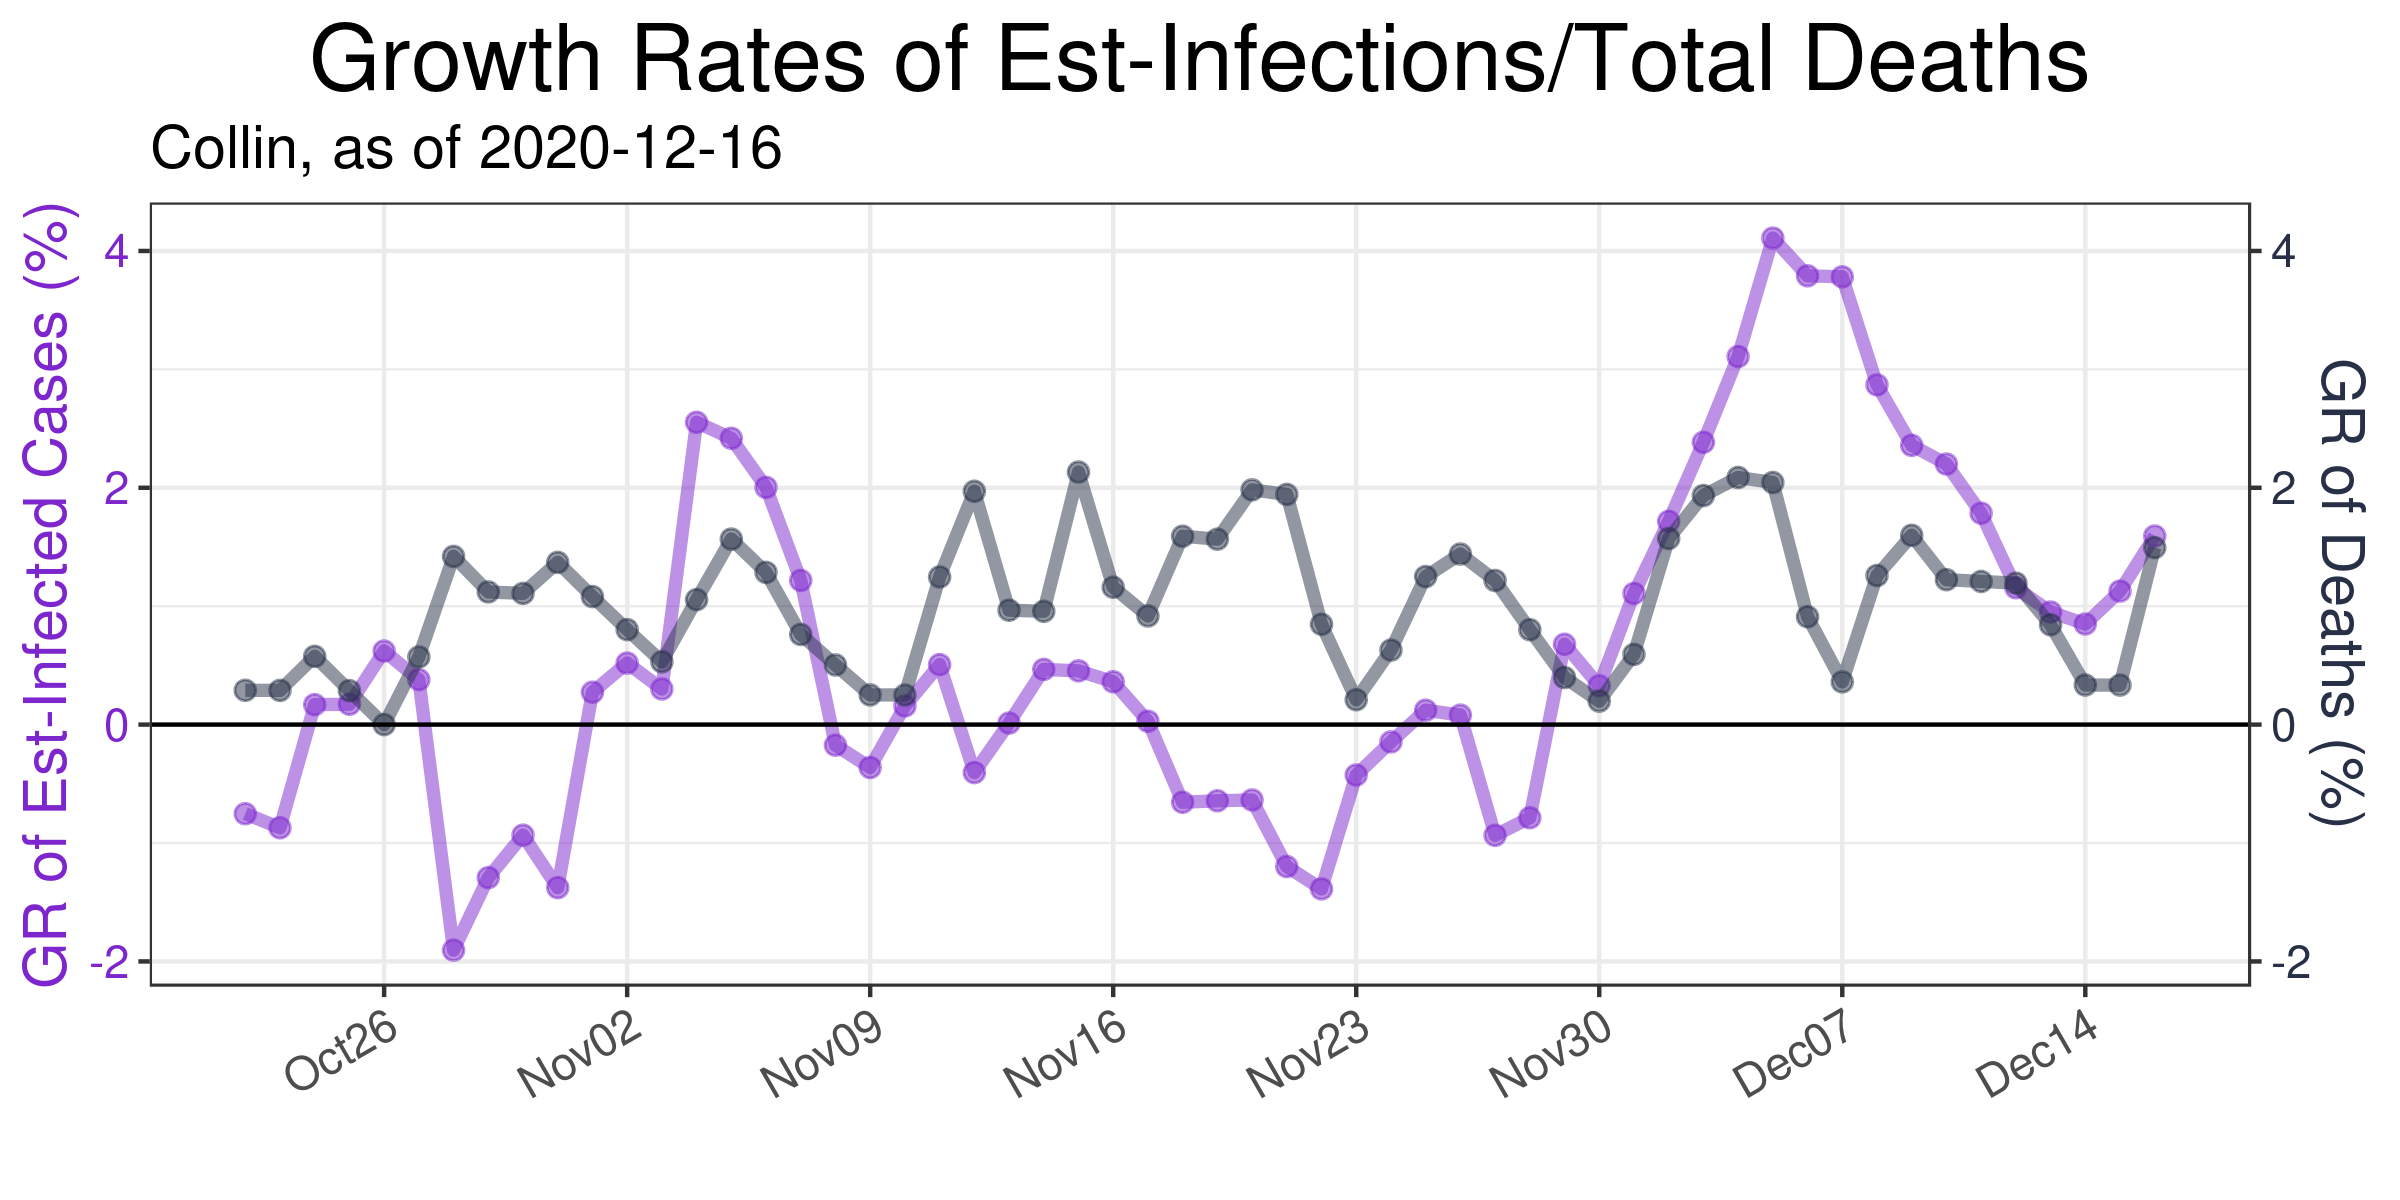 Growth Rates of Est-Infections/Total Deaths
Collin, as of 2020-12-16
GR of Est-Infected Cases (%)
4
2
0
-2
4
2
0
-2
GR of Deaths (%)
Oct26
Nov02
Nov09
Nov16
Nov23
Nov30
Dec07
Dec14